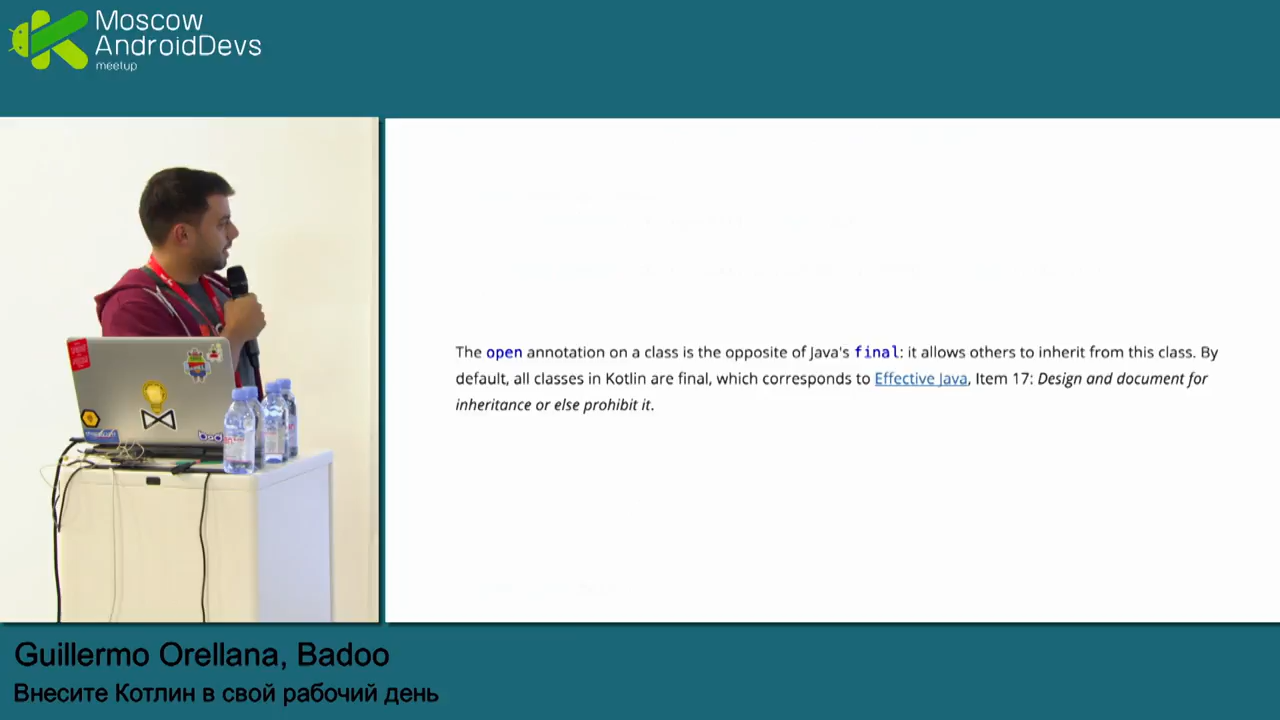 Moscow
AndroidDevs
meetup
The open annotation on a class is the opposite of Java's final: it allows others to inherit from this class. By
default, all classes in Kotlin are final, which corresponds to Effective Java, Item 17: Design and document for
inheritance or else prohibit it.
Guillermo Orellana, Badoo
Внесите Котлин в свой рабочий день